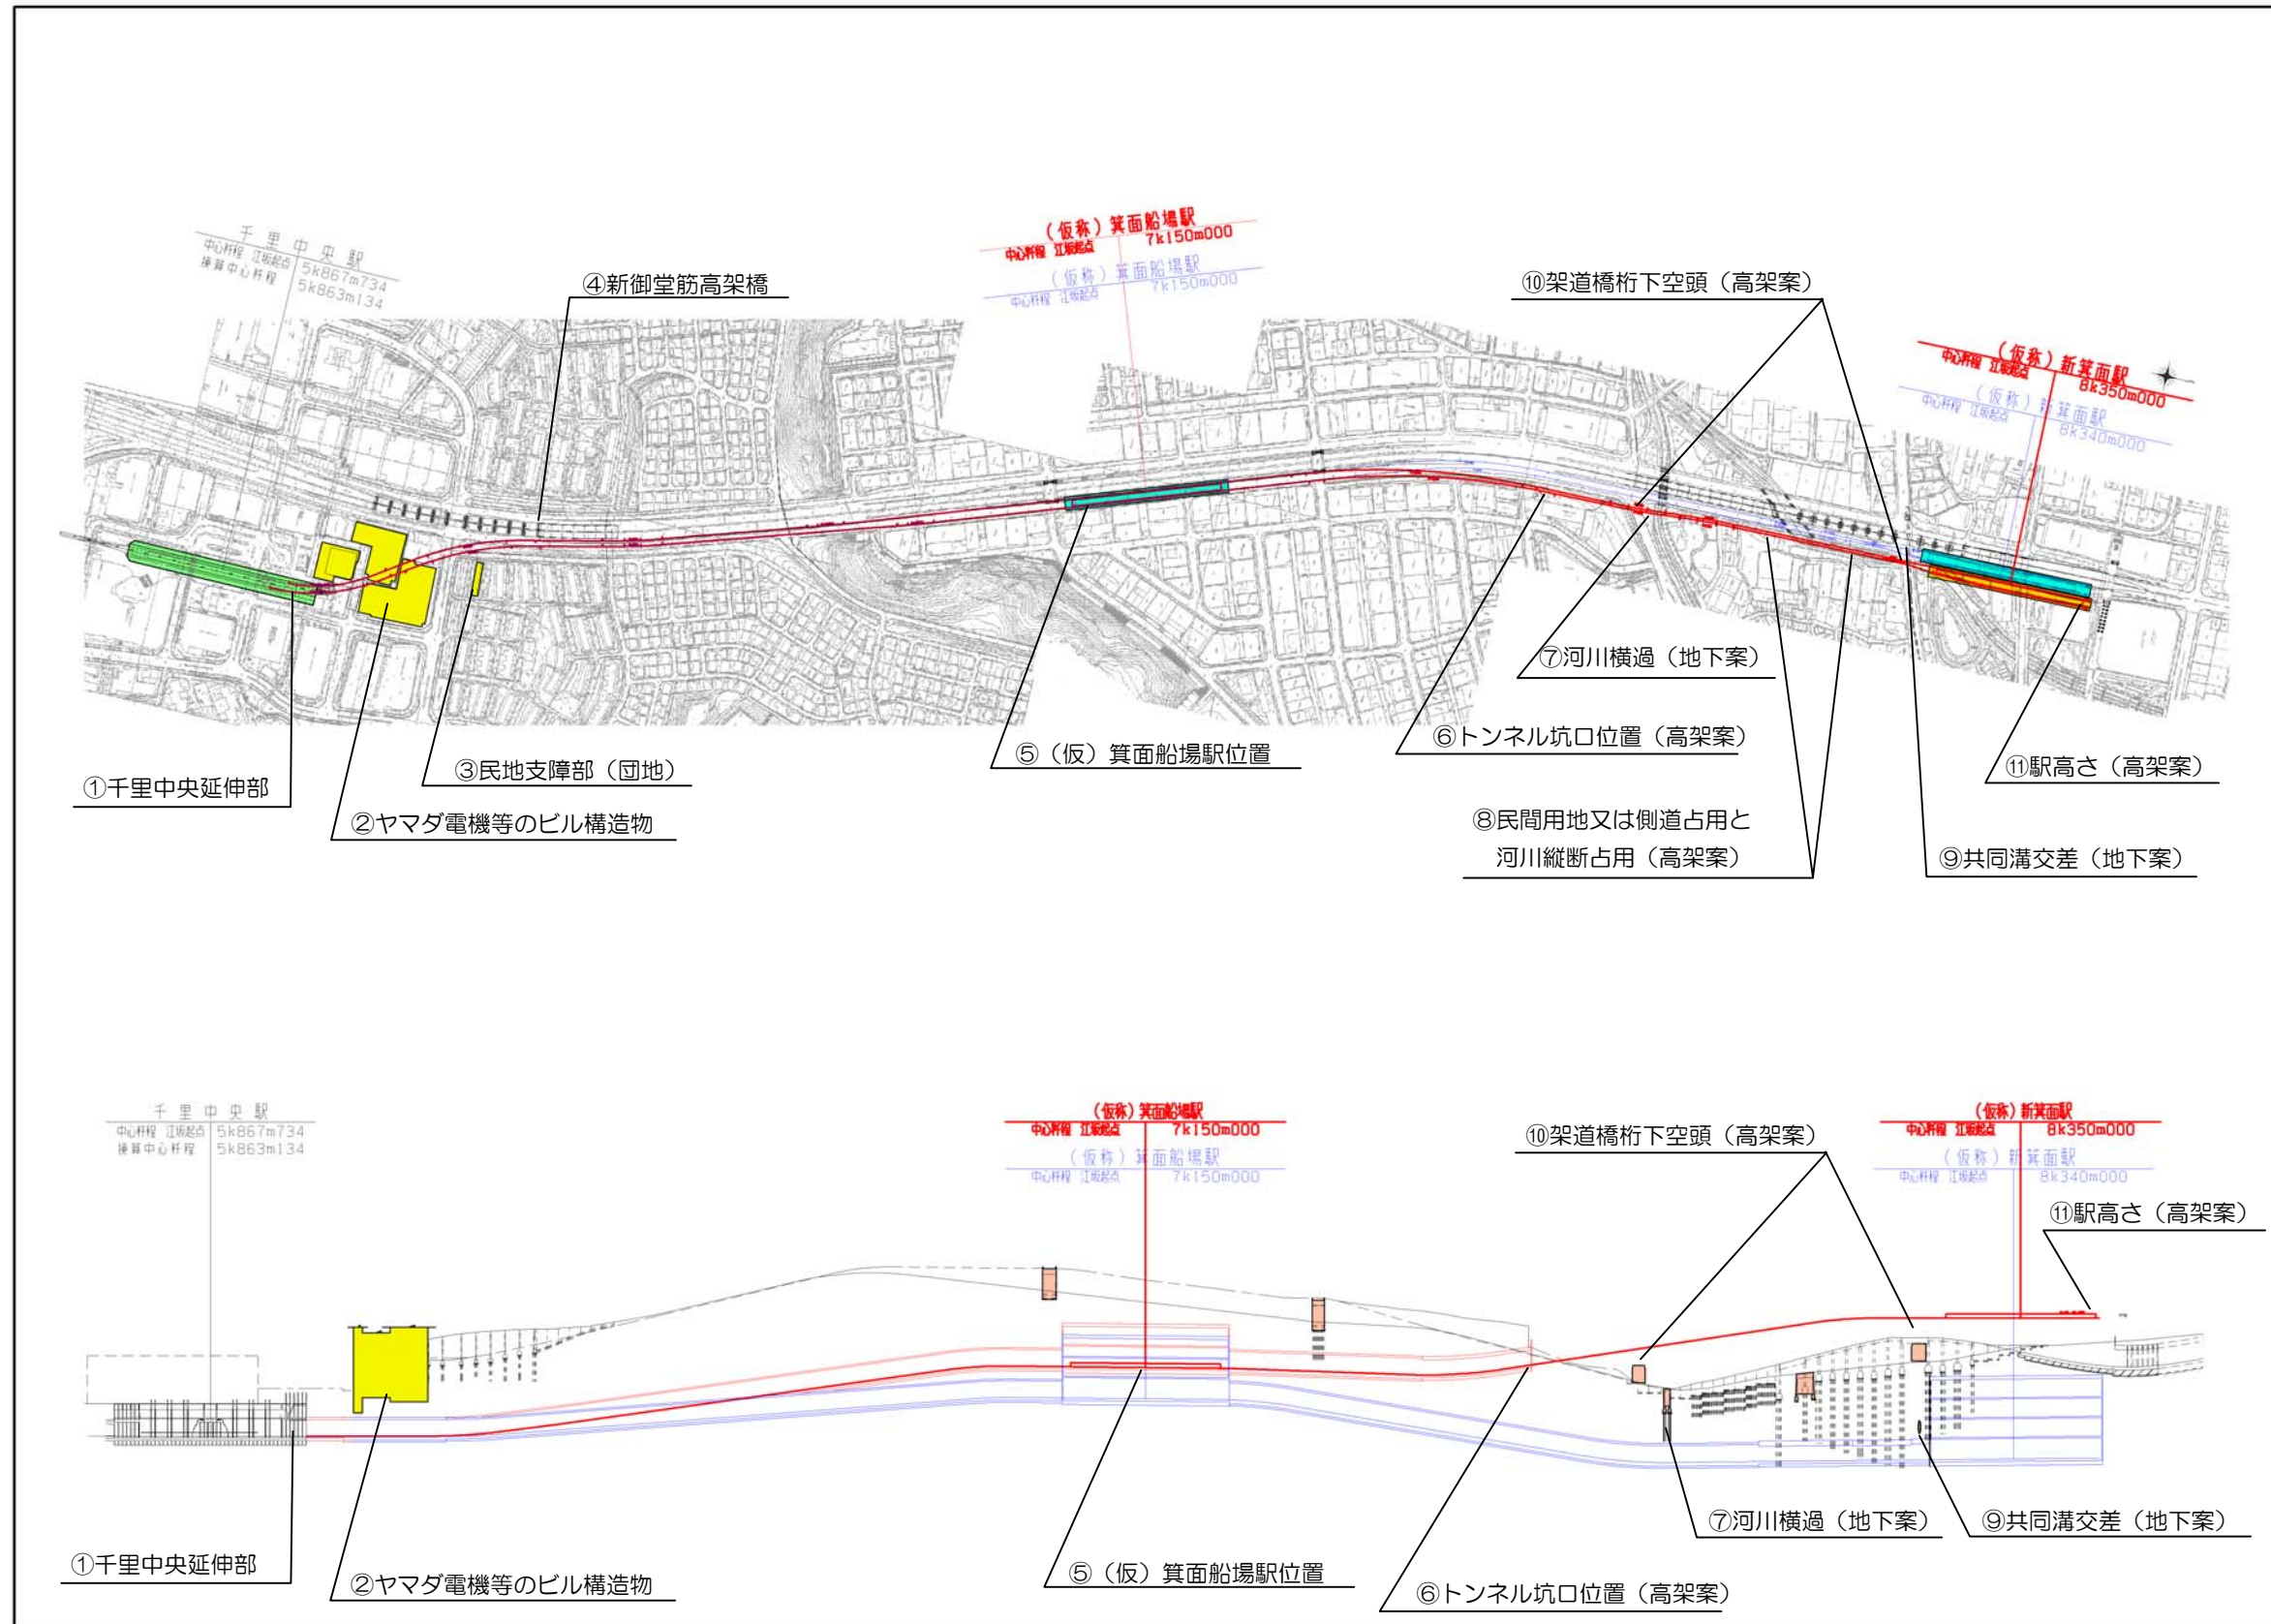 千里中央駅
中心杆程 江坂起点 5k867m734
換算中心杆程 5k863m134
④新御堂筋高架橋
(仮称)箕面船場駅
中心杆程 江坂起点 7k150m000
(仮称)箕面船場駅
中心杆程 江坂起点 7k150m000
⑩架道橋桁下空頭（高架案）
(仮称)新箕面駅
中心杆程 江坂起点 8k350m000
(仮称)新箕面駅
中心杆程 江坂起点 8k340m000
①千里中央延伸部
②ヤマダ電機等のビル構造物
③民地支障部（団地）
⑤（仮）箕面船場駅位置
⑥トンネル坑口位置（高架案）
⑦河川横過（地下案）
⑧民間用地又は側道占用と
河川縦断占用（高架案）
⑨共同溝交差（地下案）
⑪駅高さ（高架案）
千里中央駅
中心杆程 江坂起点 5k867m734
換算中心杆程 5k863m134
(仮称)箕面船場駅
中心杆程 江坂起点 7k150m000
(仮称)箕面船場駅
中心杆程 江坂起点 7k150m000
⑩架道橋桁下空頭（高架案）
(仮称)新箕面駅
中心杆程 江坂起点 8k350m000
(仮称)新箕面駅
中心杆程 江坂起点 8k340m000
⑪駅高さ（高架案）
①千里中央延伸部
②ヤマダ電機等のビル構造物
⑤（仮）箕面船場駅位置
⑥トンネル坑口位置（高架案）
⑦河川横過（地下案）
⑨共同溝交差（地下案）